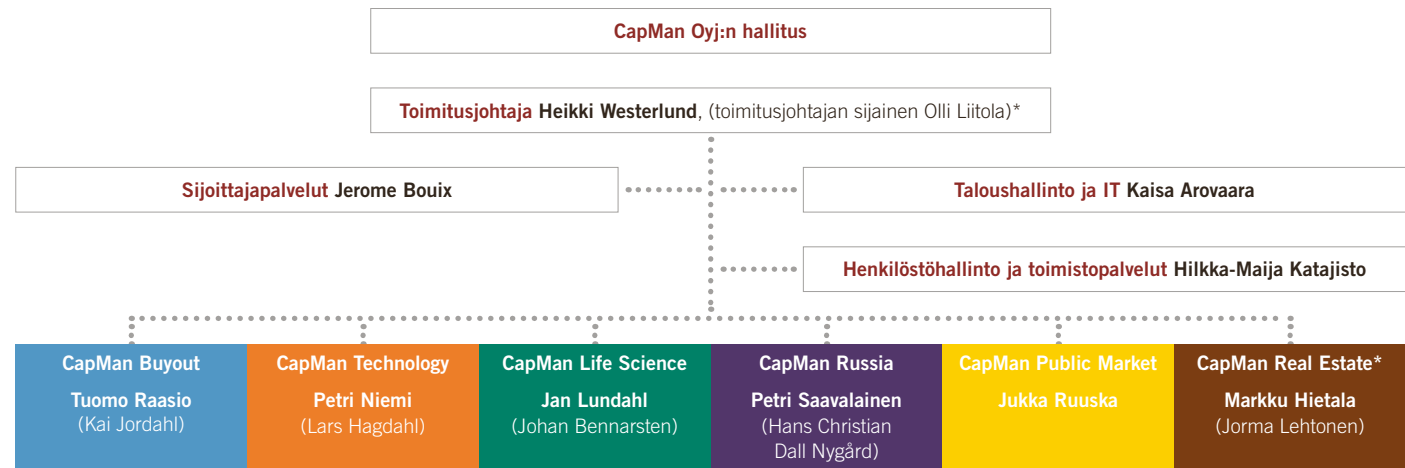 CapMan Oyj:n hallitus
Toimitusjohtaja Heikki Westerlund, (toimitusjohtajan sijainen Olli Liitola)*
Sijoittajapalvelut Jerome Bouix
Taloushallinto ja IT Kaisa Arovaara
Henkilöstöhallinto ja toimistopalvelut Hilkka-Maija Katajisto
CapMan Buyout
Tuomo Raasio
(Kai Jordahl)
CapMan Technology
Petri Niemi
(Lars Hagdahl)
CapMan Life Science
Jan Lundahl
(Johan Bennarsten)
CapMan Russia
Petri Saavalainen
(Hans Christian
Dall Nygård)
CapMan Public Market
Jukka Ruuska
CapMan Real Estate*
Markku Hietala
(Jorma Lehtonen)